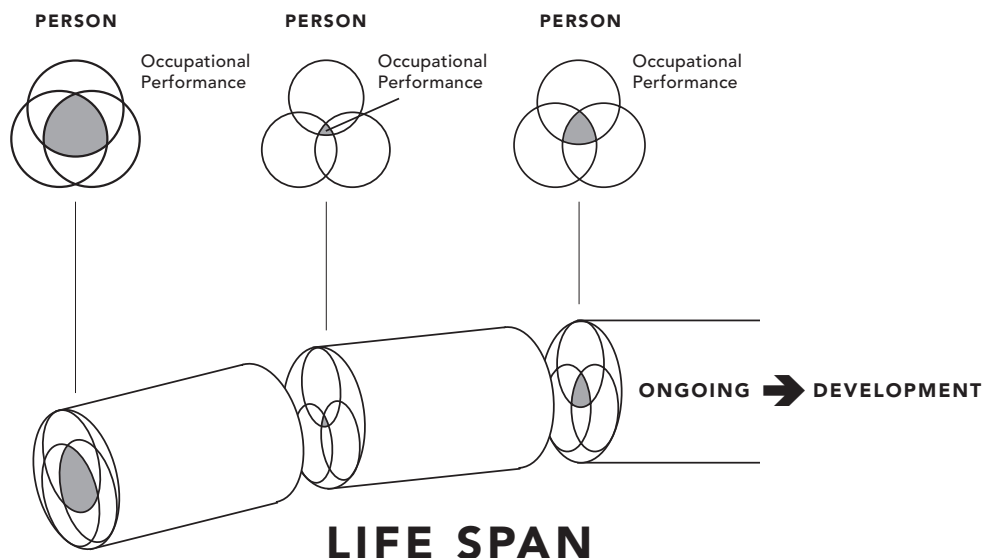 PERSON
PERSON
PERSON
Occupational
Performance
Occupational
Performance
Occupational
Performance
ONGOING DEVELOPMENT
LIFE SPAN